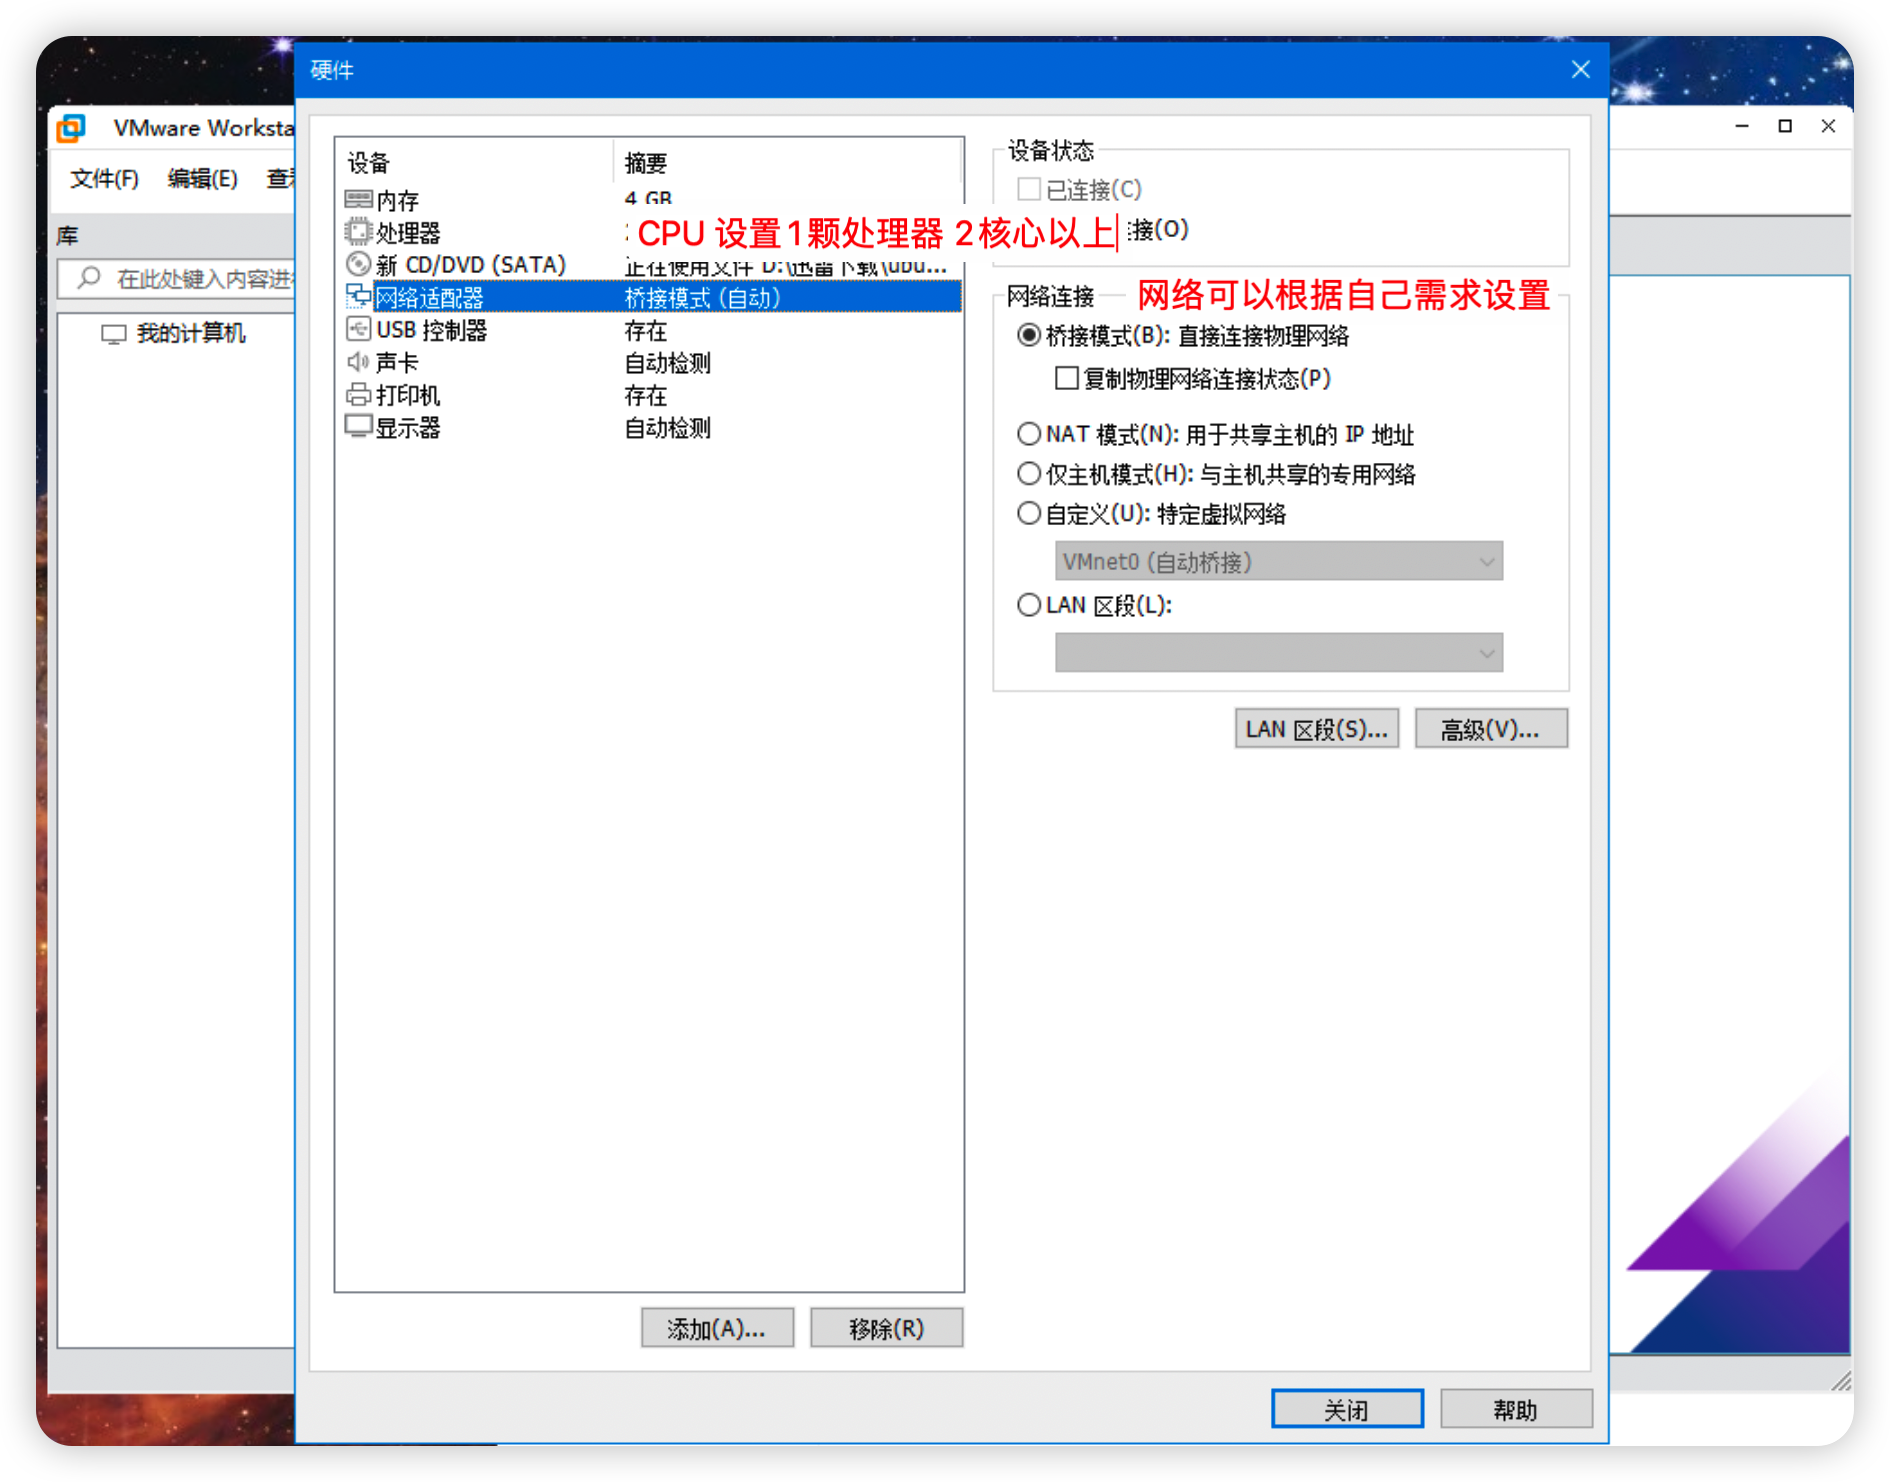 硬件
VMware Worksta
文件(F) 编辑(E) 查看
库
在此处键入内容进行
我的计算机
设备 摘要
内存 4 GB
处理器
CPU 设置1颗处理器 2核心以上
新 CD/DVD (SATA) 正在使用文件 D:\迅雷下载\ubu...
网络适配器 桥接模式 (自动)
USB 控制器 存在
声卡 自动检测
打印机 存在
显示器 自动检测
添加(A)... 移除(R)
设备状态
已连接(C)
接(O)
网络连接
网络可以根据自己需求设置
桥接模式(B): 直接连接物理网络
复制物理网络连接状态(P)
NAT 模式(N): 用于共享主机的 IP 地址
仅主机模式(H): 与主机共享的专用网络
自定义(U): 特定虚拟网络
VMnet0 (自动桥接)
LAN 区段(L):
LAN 区段(S)... 高级(V)...
关闭 帮助